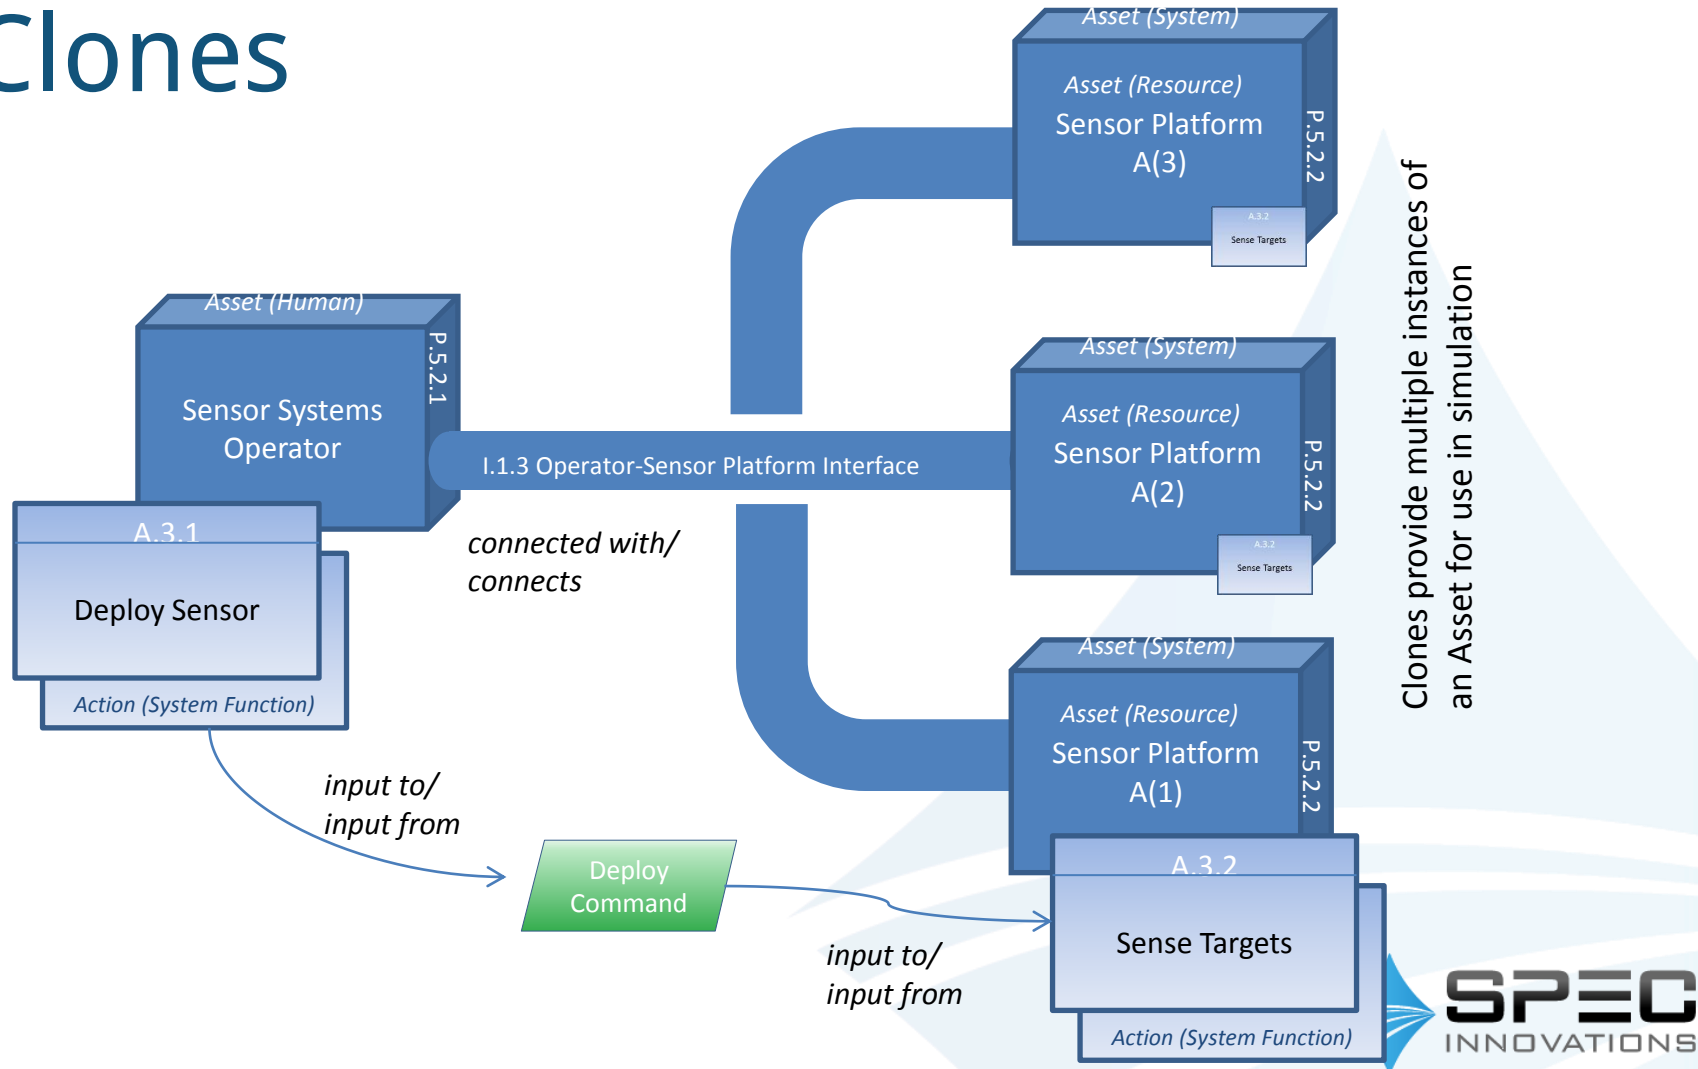 Clones
Asset (System)
Asset (Resource)
Sensor Platform
A(3)
P.5.2.2
A.3.2
Sense Targets
Asset (Human)
Sensor Systems
Operator
P.5.2.1
I.1.3 Operator-Sensor Platform Interface
connected with/
connects
Asset (System)
Asset (Resource)
Sensor Platform
A(2)
P.5.2.2
A.3.2
Sense Targets
A.3.1
Deploy Sensor
Action (System Function)
input to/
input from
Deploy
Command
input to/
input from
Asset (System)
Asset (Resource)
Sensor Platform
A(1)
P.5.2.2
A.3.2
Sense Targets
Action (System Function)
Clones provide multiple instances of
an Asset for use in simulation
SPEC
INNOVATIONS